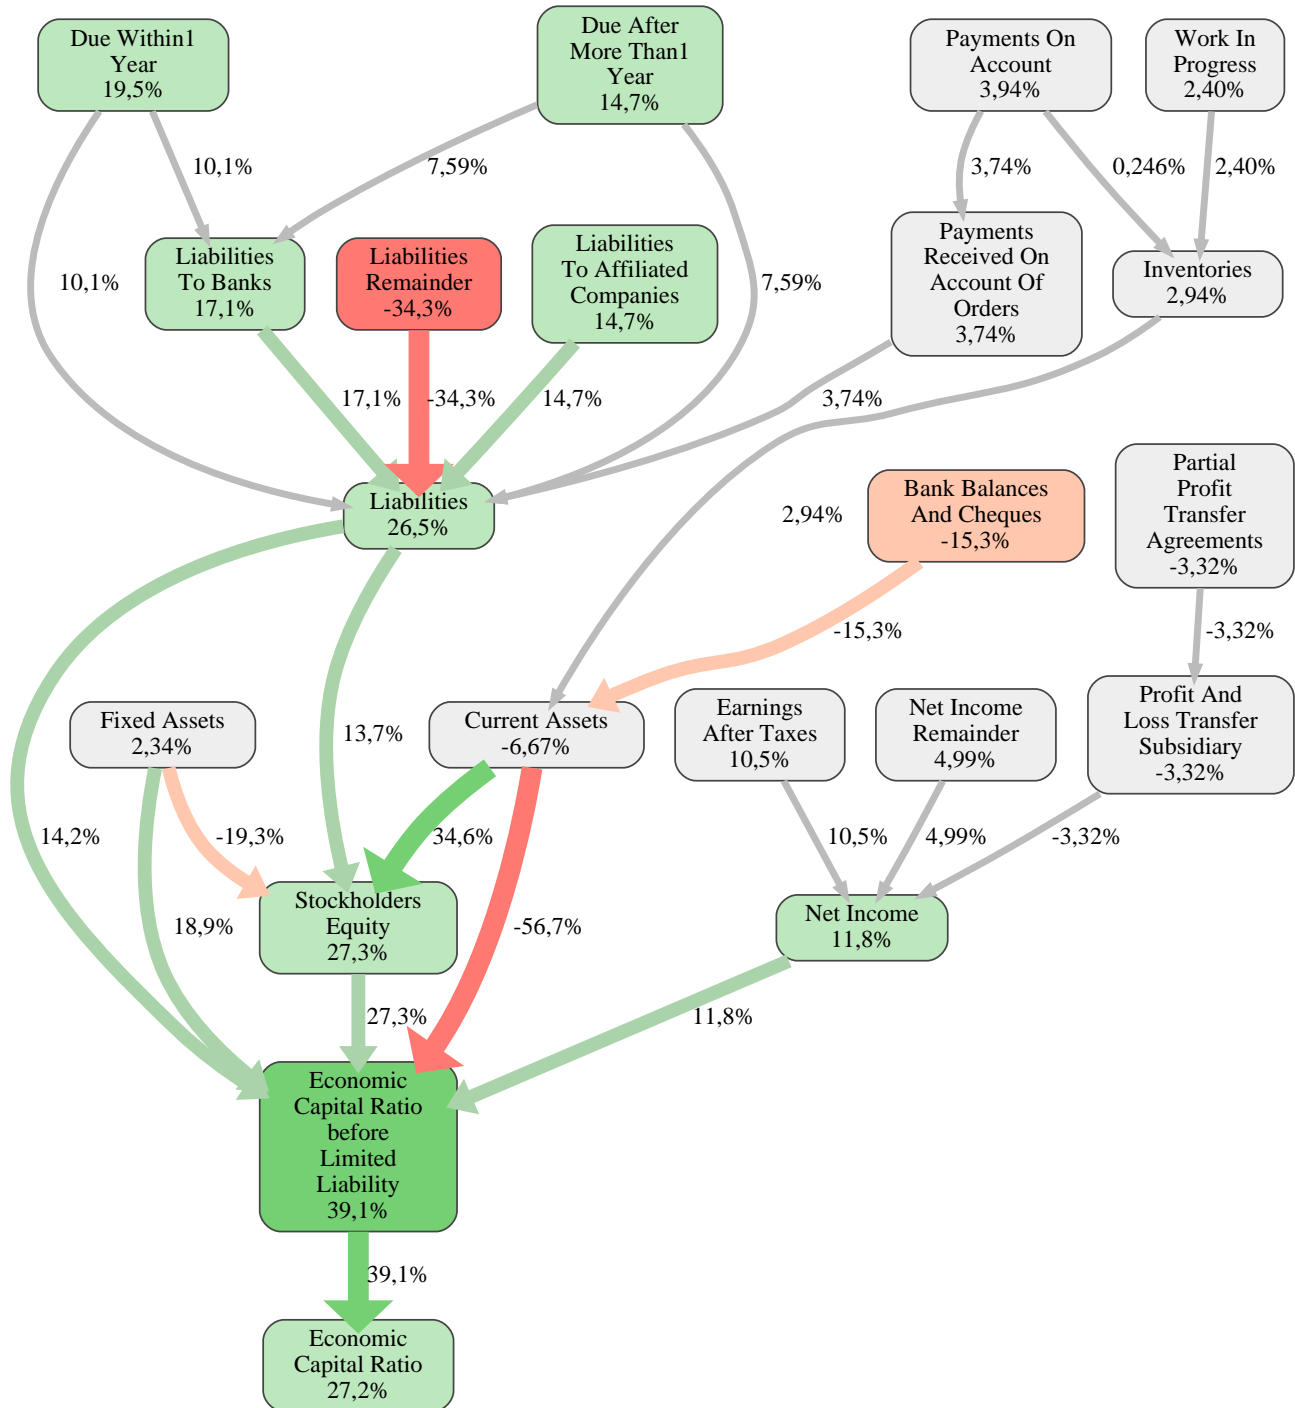 Due Within1
Year
19,5%
Due After
More Than1
Year
14,7%
Payments On
Account
3,94%
Work In
Progress
2,40%
10,1%
7,59%
3,74%
0,246%
2,40%
Liabilities
To Banks
17,1%
Liabilities
Remainder
-34,3%
Liabilities
To Affiliated
Companies
14,7%
Payments
Received On
Account Of
Orders
3,74%
Inventories
2,94%
10,1%
7,59%
17,1%
-34,3%
14,7%
3,74%
Liabilities
26,5%
2,94%
Bank Balances
And Cheques
-15,3%
Partial
Profit
Transfer
Agreements
-3,32%
-15,3%
-3,32%
Fixed Assets
2,34%
13,7%
Current Assets
-6,67%
Earnings
After Taxes
10,5%
Net Income
Remainder
4,99%
Profit And
Loss Transfer
Subsidiary
-3,32%
14,2%
-19,3%
34,6%
10,5%
4,99%
-3,32%
18,9%
Stockholders
Equity
27,3%
-56,7%
Net Income
11,8%
27,3%
11,8%
Economic
Capital Ratio
before
Limited
Liability
39,1%
39,1%
Economic
Capital Ratio
27,2%